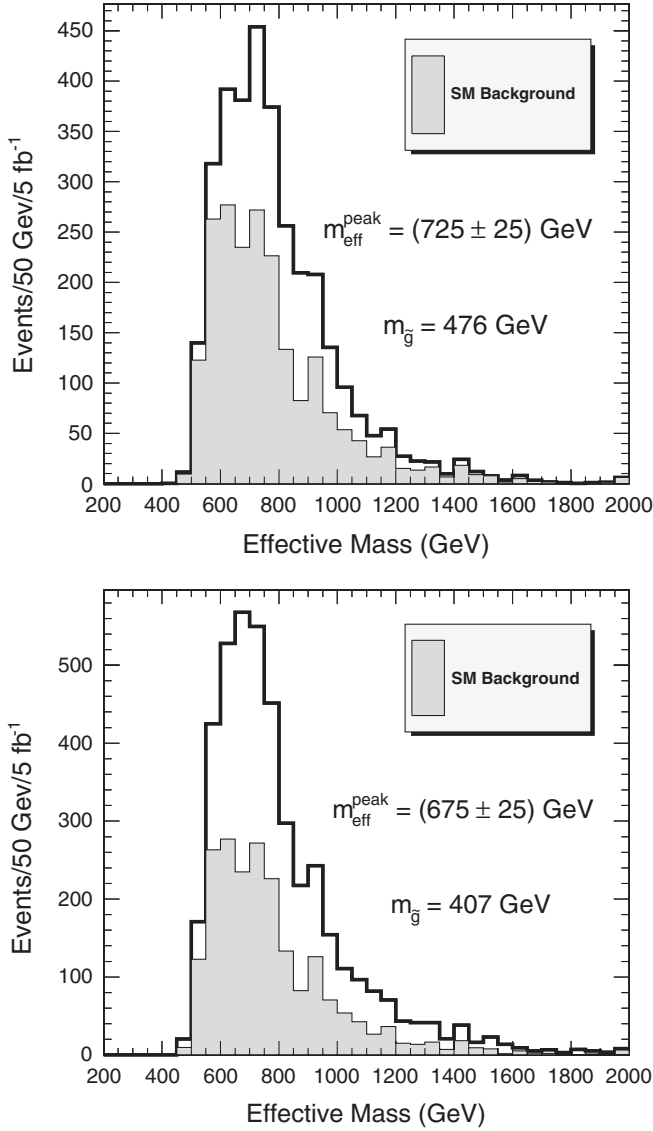 450
400
350
300
250
200
150
100
50
0
Events/50 Gev/5 fb⁻¹
SM Background
m_eff^peak = (725 ± 25) GeV
m_g̃ = 476 GeV
200 400 600 800 1000 1200 1400 1600 1800 2000
Effective Mass (GeV)
500
400
300
200
100
0
Events/50 Gev/5 fb⁻¹
SM Background
m_eff^peak = (675 ± 25) GeV
m_g̃ = 407 GeV
200 400 600 800 1000 1200 1400 1600 1800 2000
Effective Mass (GeV)